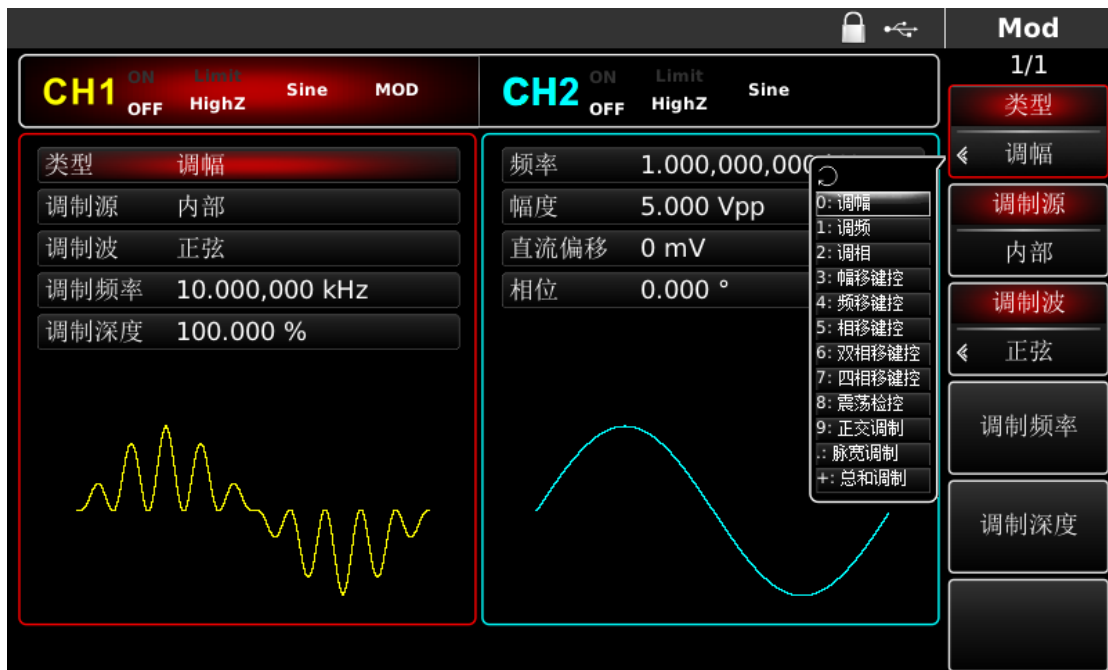 Mod
1/1
CH1 ON OFF Limit HighZ Sine MOD
CH2 ON OFF Limit HighZ Sine
类型 调幅
调制源 内部
调制波 正弦
调制频率 10.000,000 kHz
调制深度 100.000 %
频率 1.000,000,000
幅度 5.000 Vpp
直流偏移 0 mV
相位 0.000 °
0: 调幅
1: 调频
2: 调相
3: 幅移键控
4: 频移键控
5: 相移键控
6: 双相移键控
7: 四相移键控
8: 震荡检控
9: 正交调制
.: 脉宽调制
+: 总和调制
类型
调幅
调制源
内部
调制波
正弦
调制频率
调制深度